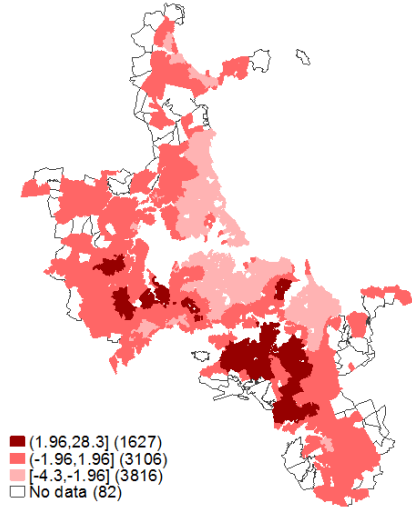 (1.96,28.3] (1627)
(-1.96,1.96] (3106)
[-4.3,-1.96] (3816)
No data (82)